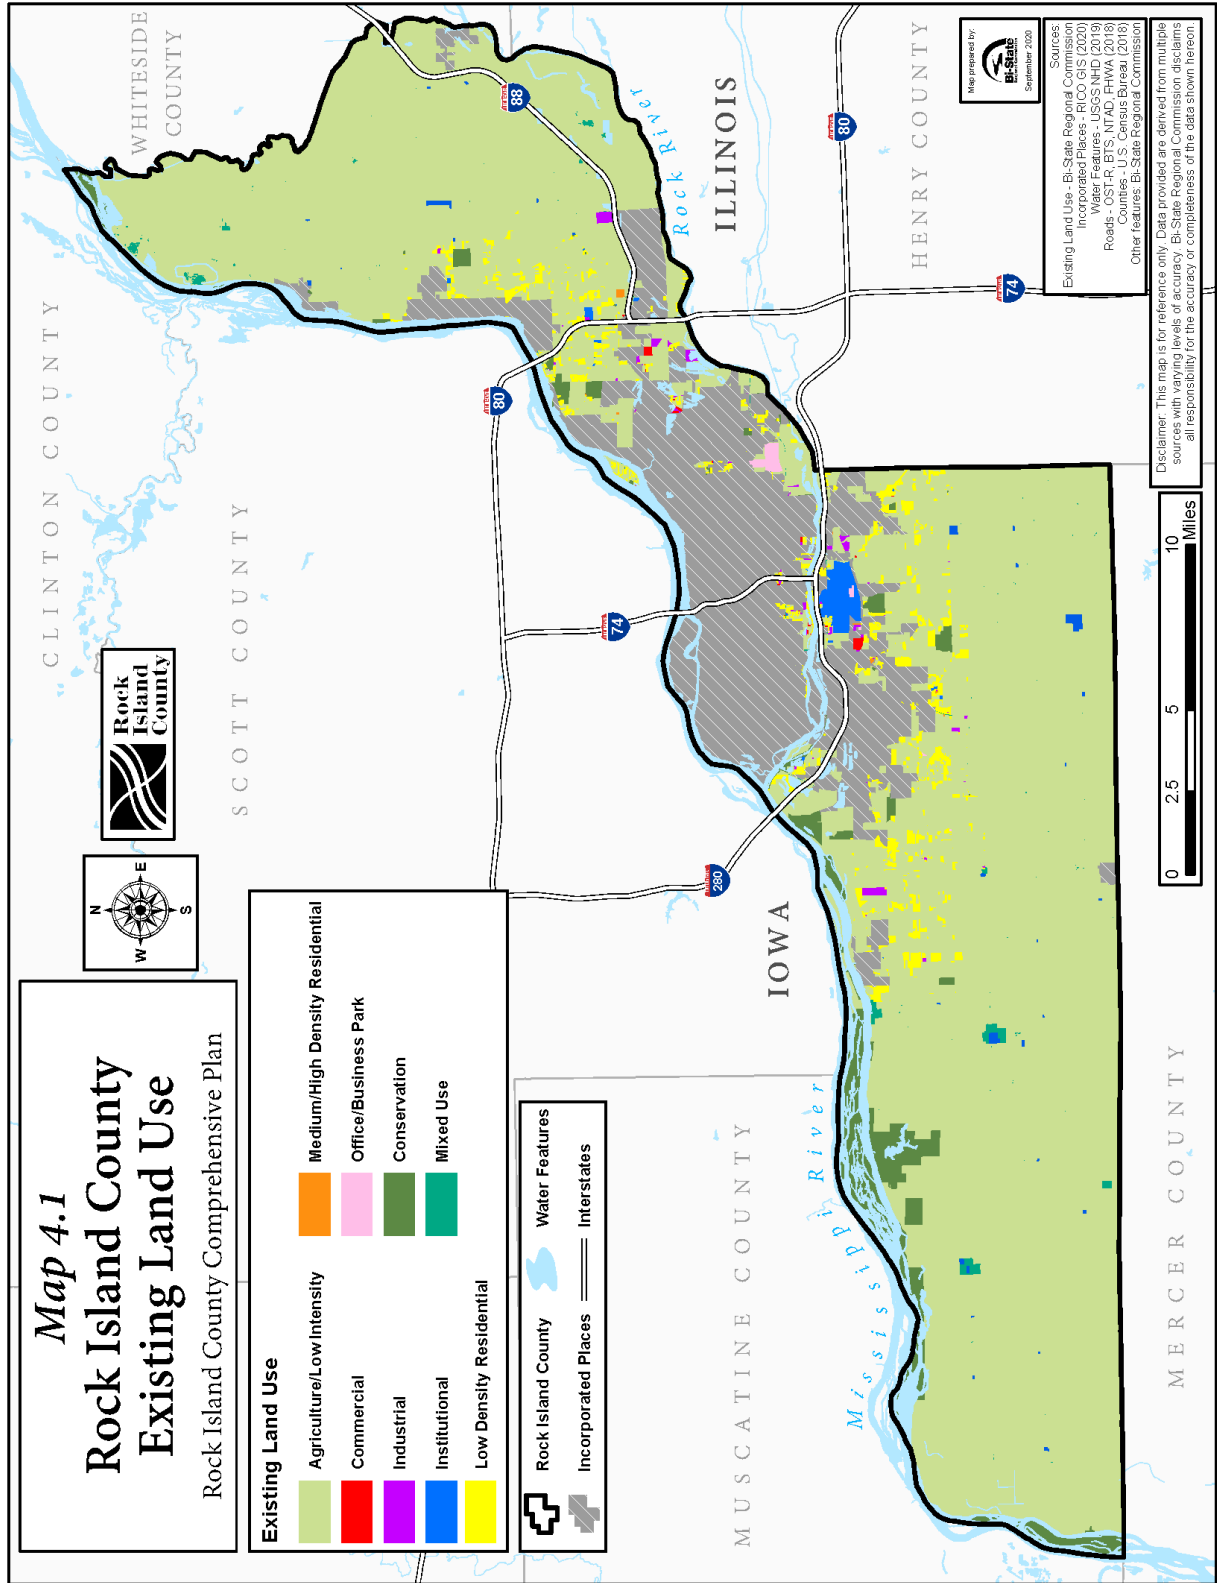 Map 4.1
Rock Island County
Existing Land Use
Rock Island County Comprehensive Plan
N
W
E
S
Rock
Island
County
Existing Land Use
Agriculture/Low Intensity
Commercial
Industrial
Institutional
Low Density Residential
Medium/High Density Residential
Office/Business Park
Conservation
Mixed Use
Rock Island County
Incorporated Places
Water Features
Interstates
CLINTON COUNTY
SCOTT COUNTY
WHITESIDE
COUNTY
MUSCATINE COUNTY
MERCER COUNTY
HENRY COUNTY
IOWA
ILLINOIS
Mississippi River
Rock River
88
80
80
74
74
280
0
2.5
5
10
Miles
Map prepared by:
Bi-State
September 2020
Sources:
Existing Land Use - Bi-State Regional Commission
Incorporated Places - RICO GIS (2020)
Water Features - USGS NHD (2019)
Roads - OST-R, BTS, NTAD, FHWA (2018)
Counties - U.S. Census Bureau (2018)
Other features: Bi-State Regional Commission
Disclaimer: This map is for reference only. Data provided are derived from multiple
sources with varying levels of accuracy. Bi-State Regional Commission disclaims
all responsibility for the accuracy or completeness of the data shown hereon.